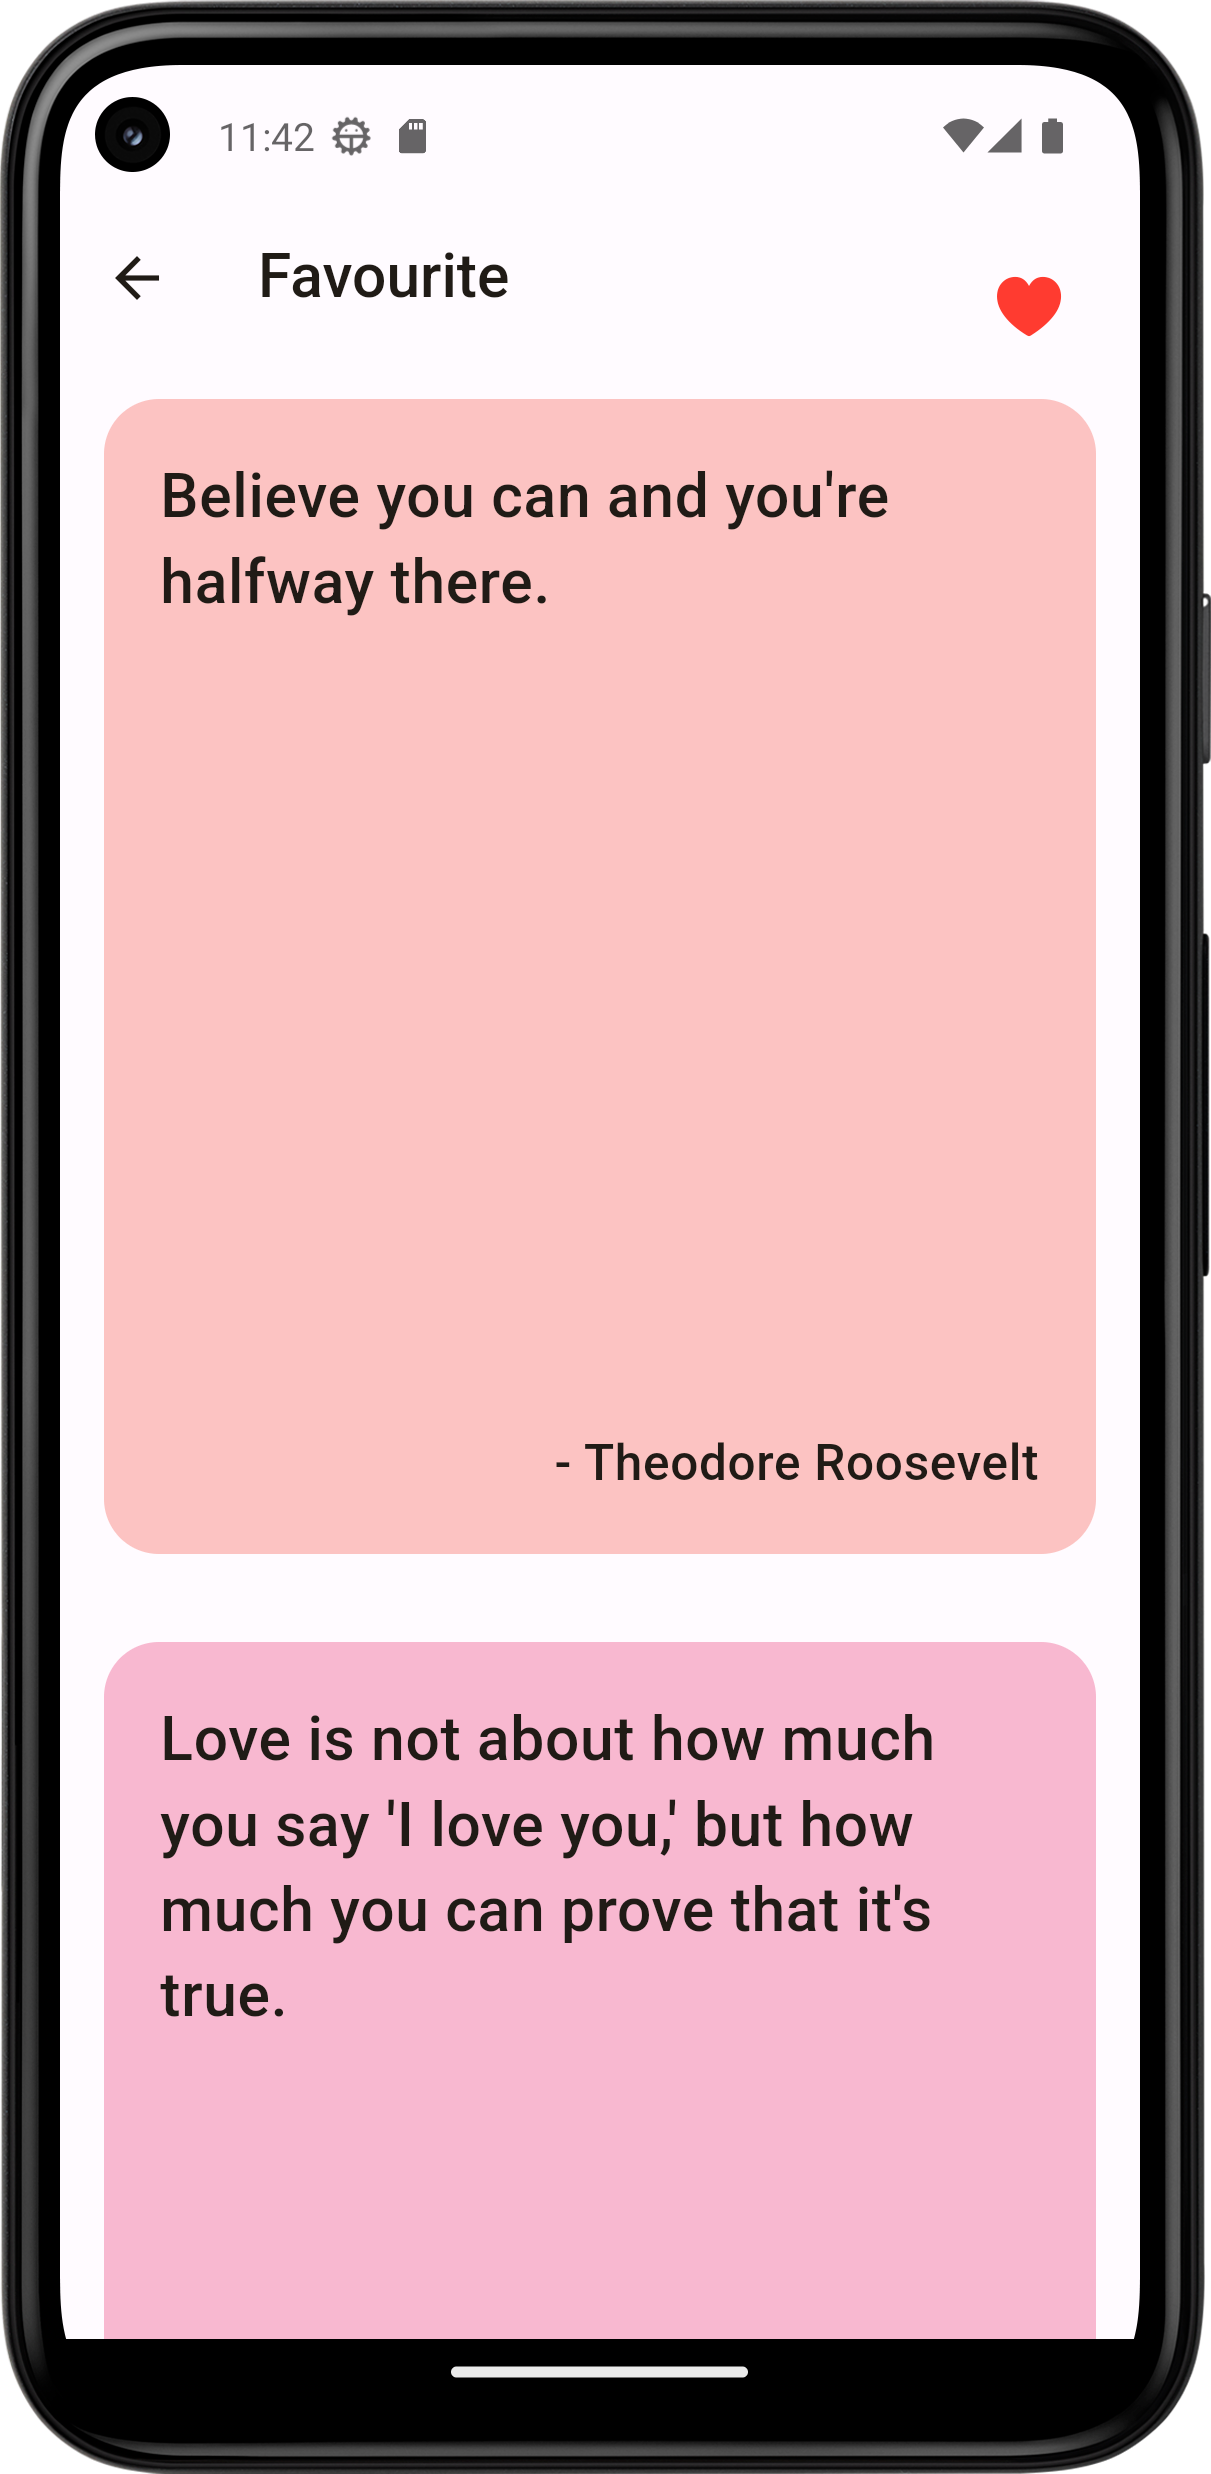 11:42
Favourite
Believe you can and you're
halfway there.
- Theodore Roosevelt
Love is not about how much
you say 'I love you,' but how
much you can prove that it's
true.